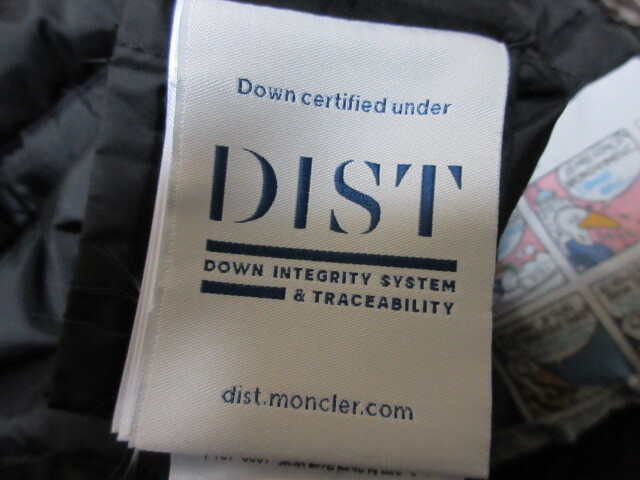 Down certified under
DIST
DOWN INTEGRITY SYSTEM
& TRACEABILITY
dist.moncler.com